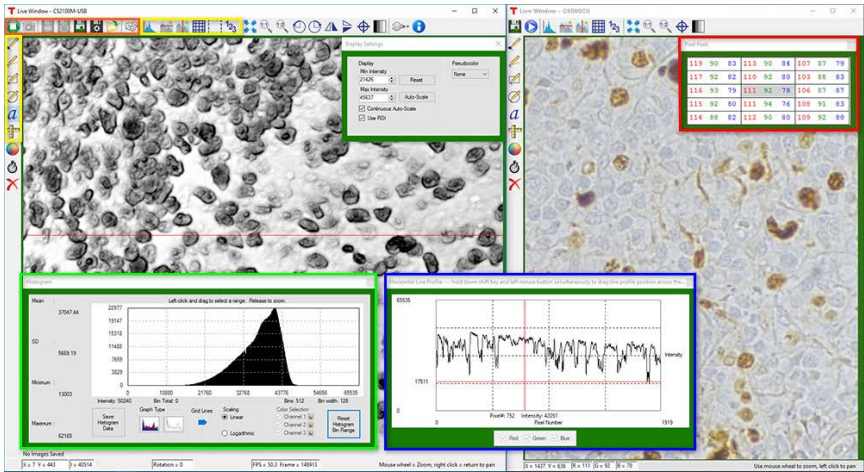 Live Window - CS2100M-USB
Live Window - CS505CU
Display Settings
Display
Min Intensity
21426
Reset
Max Intensity
45637
Auto-Scale
Continuous Auto-Scale
Use ROI
Pseudocolor
None
Pixel Peek
119 90 83 113 90 84 107 87 79
117 92 82 110 92 80 103 88 83
116 93 79 111 92 78 106 87 87
115 92 80 111 94 76 108 91 83
114 88 82 112 90 80 109 92 80
Histogram
Left-click and drag to select a range. Release to zoom.
Mean :
37047.44
SD :
5669.19
Minimum :
13003
Maximum :
62165
22977
19147
15318
11488
7659
3829
0
0 10880 21760 32768 43776 54656 65535
Intensity: 50240 Bin Total: 0 Bins: 512 Bin width: 128
Save Histogram Data
Graph Type
Grid Lines
Scaling
Linear
Logarithmic
Color Selection
Channel 1
Channel 2
Channel 3
Reset Histogram Bin Range
Horizontal Line Profile --- hold down shift key and left mouse button simultaneously to drag line profile position across the...
65535
17511
0
0 1919
Intensity
Pixel#: 752 Intensity: 42051
Pixel Number
Red Green Blue
No Images Saved
X = 7 Y = 443 I = 40514 Rotation = 0 FPS = 50.3 Frame = 148913 Mouse wheel = Zoom, right click = return to pan
X = 1437 Y = 636 R = 111 G = 92 B = 78 Use mouse wheel to zoom, left click to pan